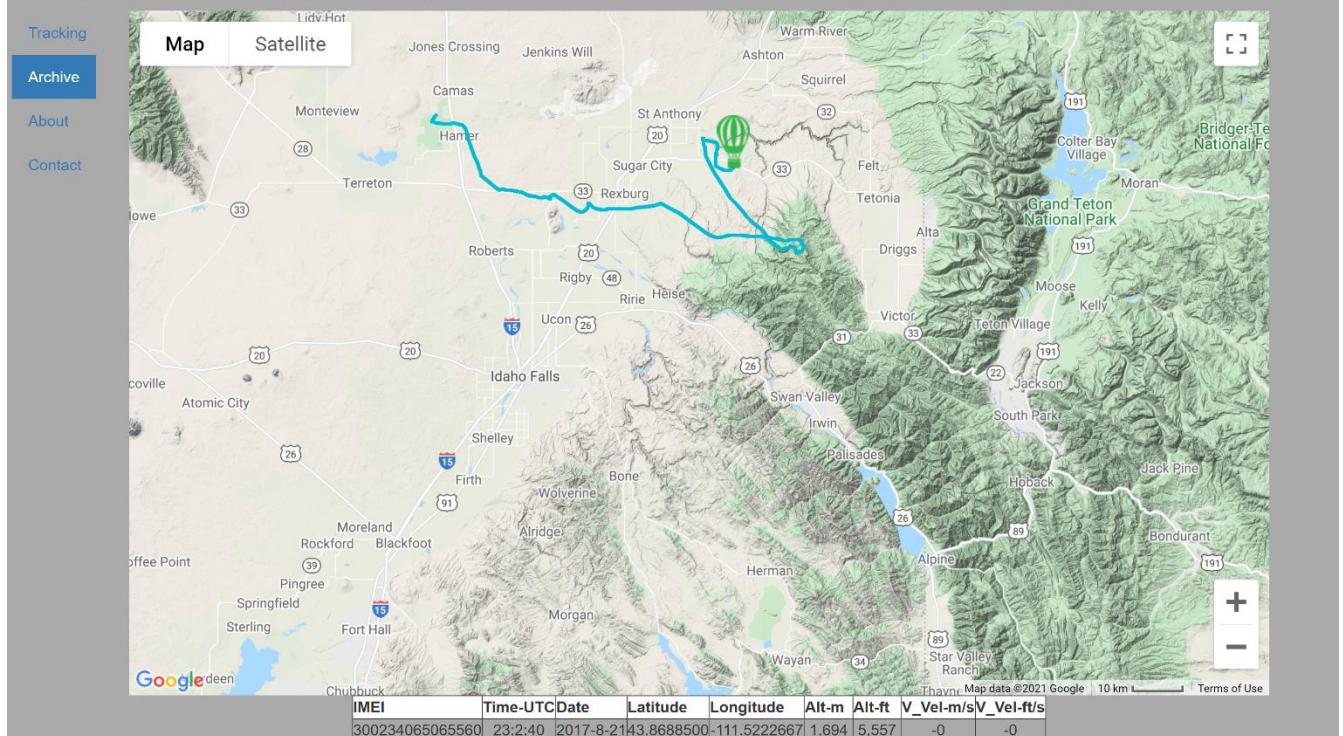 Tracking
Archive
About
Contact
Map
Satellite
Lidy Hot
Jones Crossing
Jenkins Will
Warm River
Ashton
Squirrel
Camas
Monteview
Hamer
St Anthony
20
32
191
28
Sugar City
33
Felt
Colter Bay
Village
Bridger-Te
National Fo
Terreton
33
Rexburg
Tetonia
Moran
lowe
33
Grand Teton
National Park
Alta
Roberts
20
Driggs
191
Rigby
48
Ririe
Heise
Moose
Kelly
15
Ucon
26
Victor
33
Teton Village
31
20
20
191
26
22
Idaho Falls
Jackson
coville
Atomic City
Swan Valley
Irwin
South Park
Shelley
26
15
Palisades
Firth
Bone
Hoback
Jack Pine
91
Wolverine
26
Moreland
Alridge
89
Rockford
Blackfoot
Bondurant
offee Point
39
Alpine
191
Pingree
Herman
Springfield
15
Morgan
Sterling
Fort Hall
89
Star Valley
Ranch
Wayan
34
Google
rdeen
Chubbuck
Thayne
Map data ©2021 Google
10 km
Terms of Use
IMEI Time-UTC Date Latitude Longitude Alt-m Alt-ft V_Vel-m/s V_Vel-ft/s
300234065065560 23:2:40 2017-8-21 43.8688500 -111.5222667 1,694 5,557 -0 -0